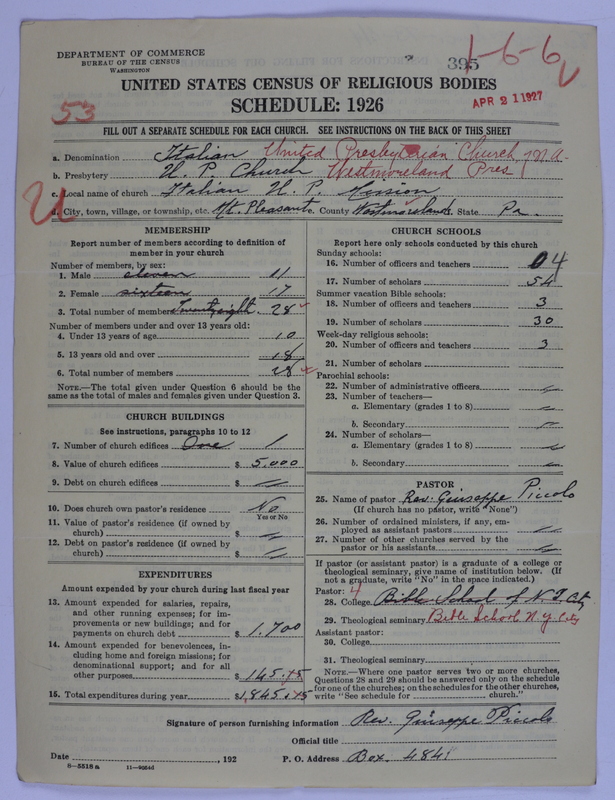 DEPARTMENT OF COMMERCE
BUREAU OF THE CENSUS
WASHINGTON
395
1-6-6
UNITED STATES CENSUS OF RELIGIOUS BODIES
SCHEDULE: 1926
APR 21 1927
53
FILL OUT A SEPARATE SCHEDULE FOR EACH CHURCH. SEE INSTRUCTIONS ON THE BACK OF THIS SHEET
a. Denomination Italian United Presbyterian Church N.A.
b. Presbytery U. P. Church Westmoreland Pres
c. Local name of church Italian U. P. Mission
d. City, town, village, or township, etc. Mt. Pleasant e. County Westmoreland State Pa.
MEMBERSHIP
Report number of members according to definition of
member in your church
Number of members, by sex:
1. Male eleven 11
2. Female sixteen 17
3. Total number of members Twenty eight 28
Number of members under and over 13 years old:
4. Under 13 years of age 10
5. 13 years old and over 18
6. Total number of members 28
NOTE.—The total given under Question 6 should be the
same as the total of males and females given under Question 3.
CHURCH BUILDINGS
See instructions, paragraphs 10 to 12
7. Number of church edifices One 1
8. Value of church edifices $ 5.000
9. Debt on church edifices $
10. Does church own pastor's residence No
Yes or No
11. Value of pastor's residence (if owned by
church) $
12. Debt on pastor's residence (if owned by
church) $
EXPENDITURES
Amount expended by your church during last fiscal year
13. Amount expended for salaries, repairs,
and other running expenses; for im-
provements or new buildings; and for
payments on church debt $ 1.700
14. Amount expended for benevolences, in-
cluding home and foreign missions; for
denominational support; and for all
other purposes $ 145.45
15. Total expenditures during year $1,845.45
CHURCH SCHOOLS
Report here only schools conducted by this church
Sunday schools:
16. Number of officers and teachers 4
17. Number of scholars 54
Summer vacation Bible schools:
18. Number of officers and teachers 3
19. Number of scholars 30
Week-day religious schools:
20. Number of officers and teachers 3
21. Number of scholars
Parochial schools:
22. Number of administrative officers
23. Number of teachers—
a. Elementary (grades 1 to 8)
b. Secondary
24. Number of scholars—
a. Elementary (grades 1 to 8)
b. Secondary
PASTOR
25. Name of pastor Rev. Giuseppe Piccolo
(If church has no pastor, write "None")
26. Number of ordained ministers, if any, em-
ployed as assistant pastors
27. Number of other churches served by the
pastor or his assistants
If pastor (or assistant pastor) is a graduate of a college or
theological seminary, give name of institution below. (If
not a graduate, write "No" in the space indicated.)
Pastor: 4
28. College Bible School of N Y City
29. Theological seminary Bible School N.Y. City
Assistant pastor:
30. College
31. Theological seminary
NOTE.—Where one pastor serves two or more churches,
Questions 28 and 29 should be answered only on the schedule
for one of the churches; on the schedules for the other churches,
write "See schedule for church."
Signature of person furnishing information Rev. Giuseppe Piccolo
Official title
Date , 192 P. O. Address Box. 484
8-5518a 11-9054d